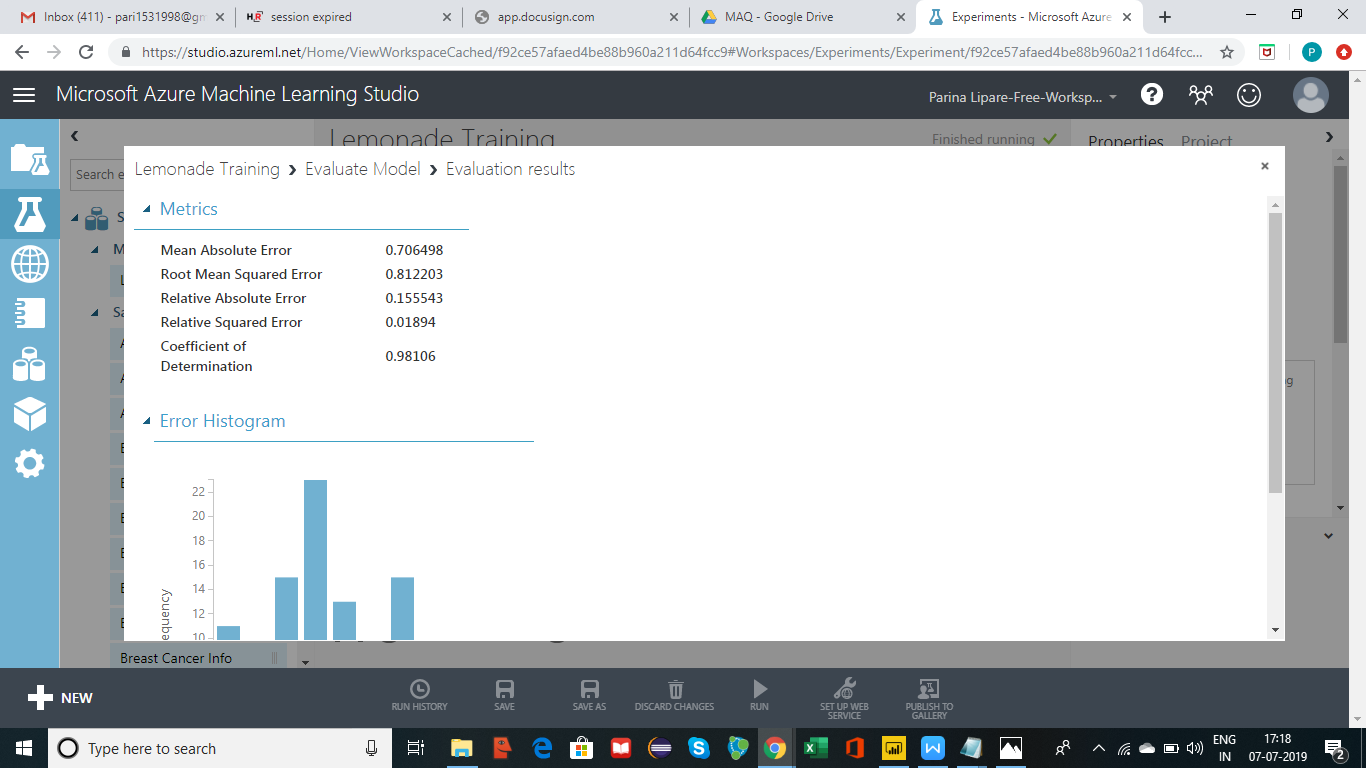 Inbox (411) - pari1531998@gm
session expired
app.docusign.com
MAQ - Google Drive
Experiments - Microsoft Azure
https://studio.azureml.net/Home/ViewWorkspaceCached/f92ce57afaed4be88b960a211d64fcc9#Workspaces/Experiments/Experiment/f92ce57afaed4be88b960a211d64fcc...
P
Microsoft Azure Machine Learning Studio
Parina Lipare-Free-Worksp...
Lemonade Training
Finished running
Properties Project
Search e
Lemonade Training › Evaluate Model › Evaluation results
Metrics
Mean Absolute Error 0.706498
Root Mean Squared Error 0.812203
Relative Absolute Error 0.155543
Relative Squared Error 0.01894
Coefficient of
Determination 0.98106
Error Histogram
22
20
18
16
14
12
10
equency
Breast Cancer Info
NEW
RUN HISTORY
SAVE
SAVE AS
DISCARD CHANGES
RUN
SET UP WEB
SERVICE
PUBLISH TO
GALLERY
Type here to search
ENG
IN
17:18
07-07-2019
2